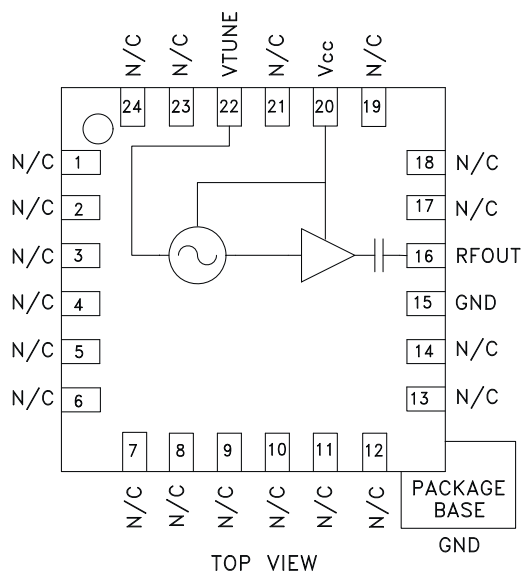 N/C N/C VTUNE N/C Vcc N/C
24 23 22 21 20 19
N/C 1 18 N/C
N/C 2 17 N/C
N/C 3 16 RFOUT
N/C 4 15 GND
N/C 5 14 N/C
N/C 6 13 N/C
7 8 9 10 11 12
N/C N/C N/C N/C N/C N/C
PACKAGE
BASE
GND
TOP VIEW